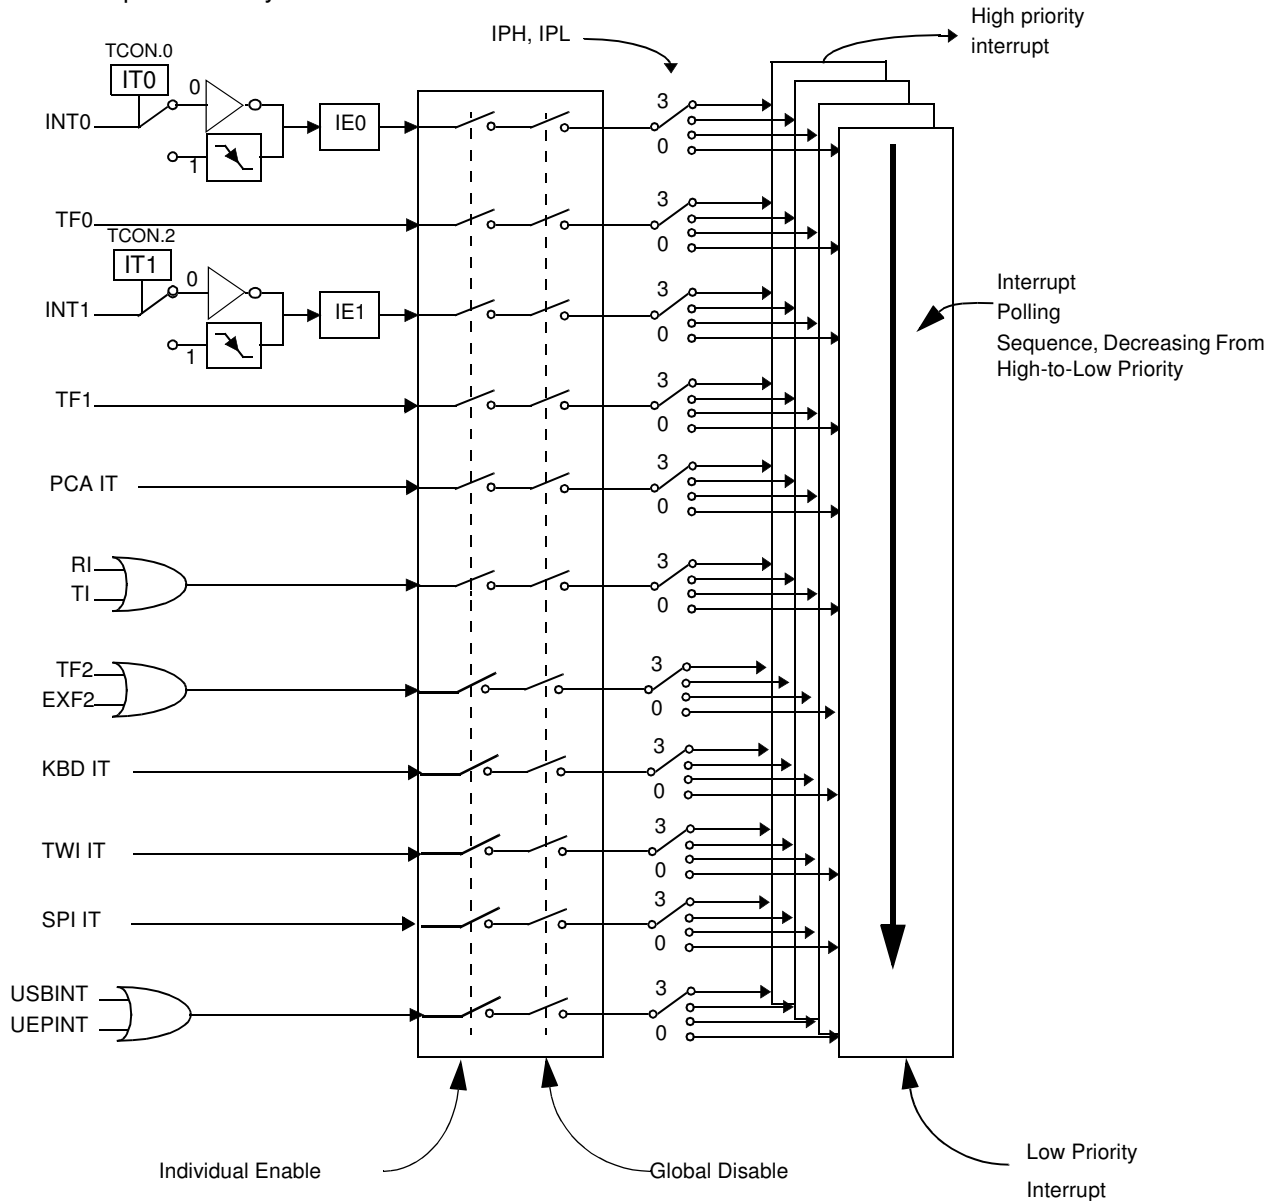 IPH, IPL
High priority
interrupt
TCON.0
IT0
0
INT0
1
IE0
3
0
TF0
3
0
TCON.2
IT1
0
INT1
1
IE1
3
0
Interrupt
Polling
Sequence, Decreasing From
High-to-Low Priority
TF1
3
0
PCA IT
3
0
RI
TI
3
0
TF2
EXF2
3
0
KBD IT
3
0
TWI IT
3
0
SPI IT
3
0
USBINT
UEPINT
3
0
Individual Enable
Global Disable
Low Priority
Interrupt